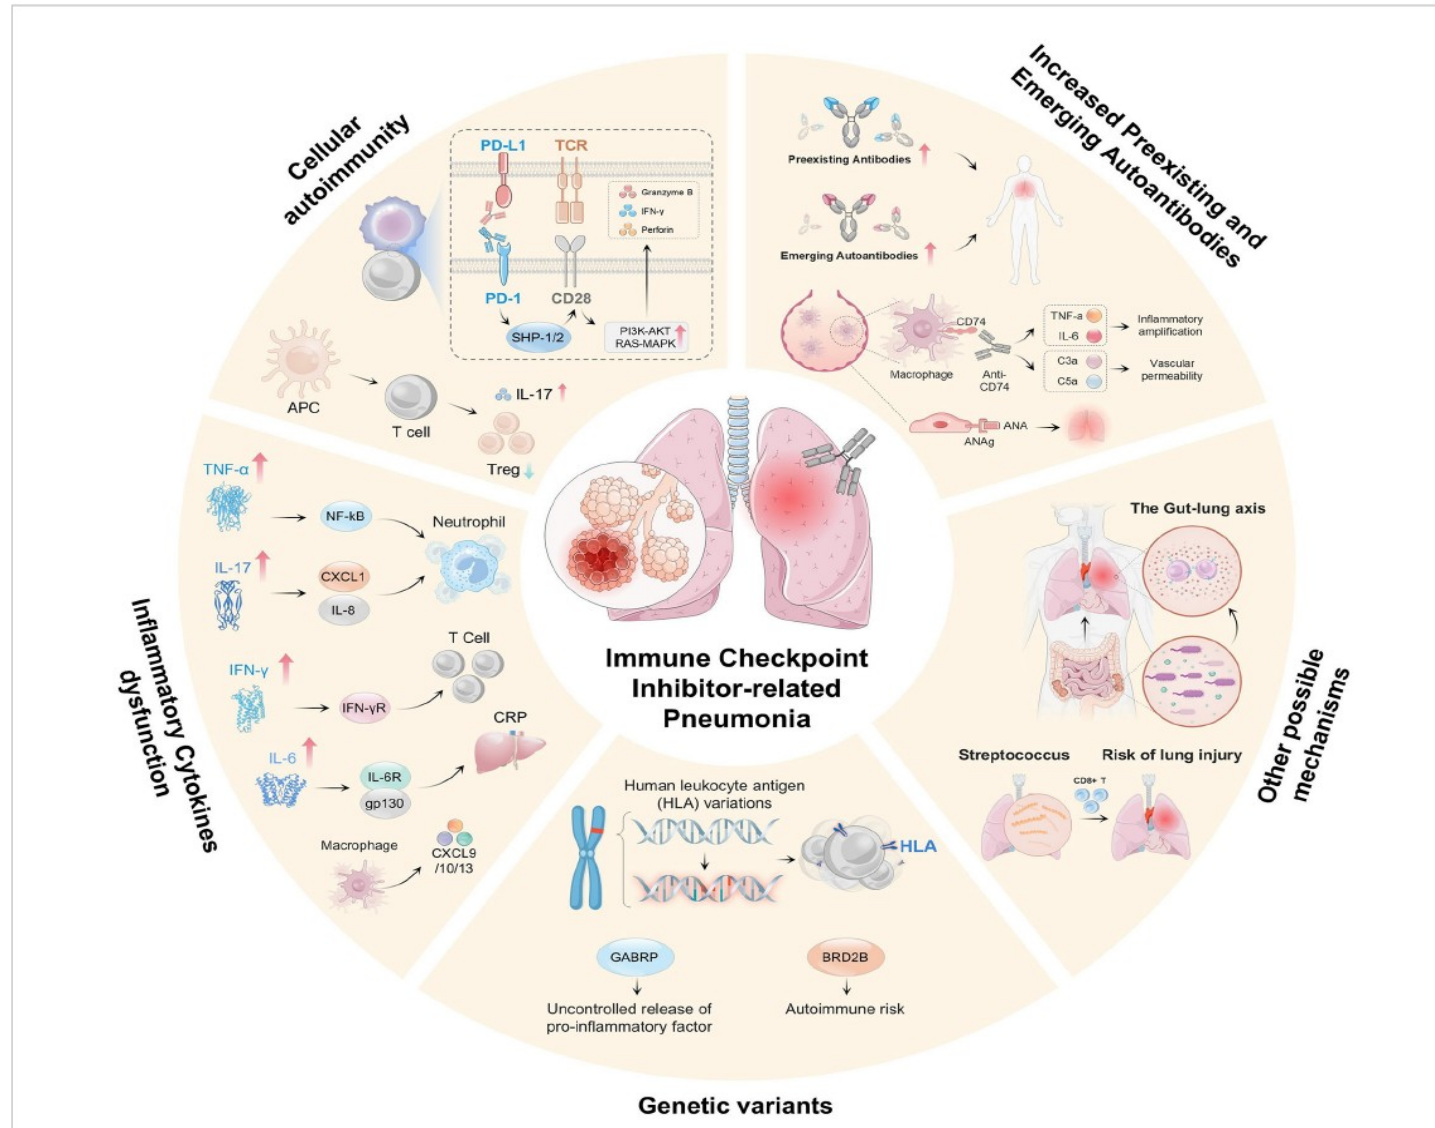 Cellular
autoimmunity
PD-L1
TCR
Granzyme B
IFN-γ
Perforin
PD-1
CD28
SHP-1/2
PI3K-AKT
RAS-MAPK
APC
T cell
IL-17
Treg
Increased Preexisting and
Emerging Autoantibodies
Preexisting Antibodies
Emerging Autoantibodies
Macrophage
CD74
Anti-
CD74
TNF-a
IL-6
Inflammatory
amplification
C3a
C5a
Vascular
permeability
ANA
ANAg
Inflammatory Cytokines
dysfunction
TNF-α
NF-kB
Neutrophil
IL-17
CXCL1
IL-8
IFN-γ
IFN-γR
T Cell
IL-6
IL-6R
gp130
CRP
Macrophage
CXCL9
/10/13
Immune Checkpoint
Inhibitor-related
Pneumonia
Other possible
mechanisms
The Gut-lung axis
Streptococcus
CD8+ T
Risk of lung injury
Human leukocyte antigen
(HLA) variations
HLA
GABRP
Uncontrolled release of
pro-inflammatory factor
BRD2B
Autoimmune risk
Genetic variants